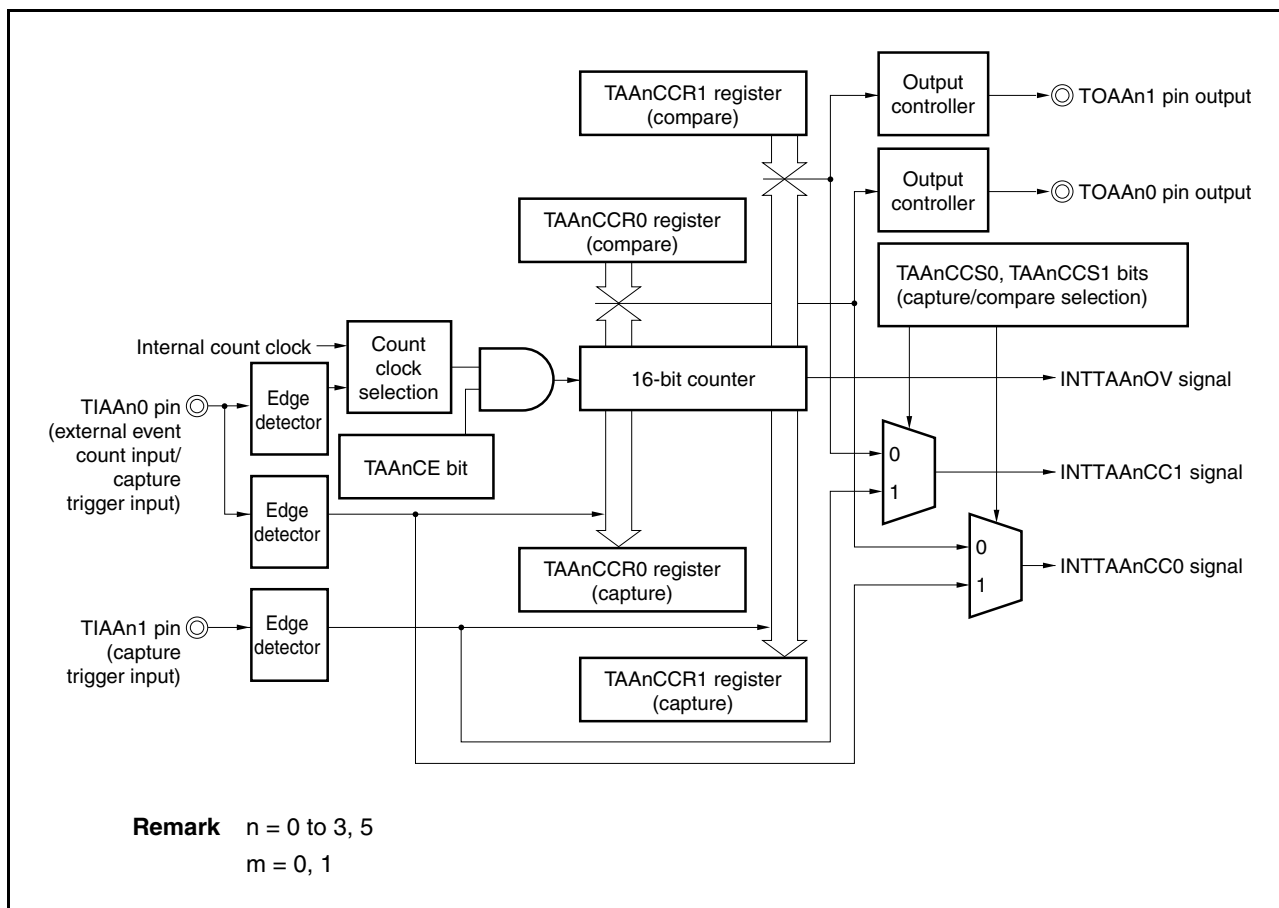 TAAnCCR1 register
(compare)
Output
controller
TOAAn1 pin output
Output
controller
TOAAn0 pin output
TAAnCCR0 register
(compare)
TAAnCCS0, TAAnCCS1 bits
(capture/compare selection)
Internal count clock
Count
clock
selection
16-bit counter
INTTAAnOV signal
TIAAn0 pin
(external event
count input/
capture
trigger input)
Edge
detector
TAAnCE bit
0
1
INTTAAnCC1 signal
Edge
detector
TAAnCCR0 register
(capture)
0
1
INTTAAnCC0 signal
TIAAn1 pin
(capture
trigger input)
Edge
detector
TAAnCCR1 register
(capture)
Remark n = 0 to 3, 5
m = 0, 1